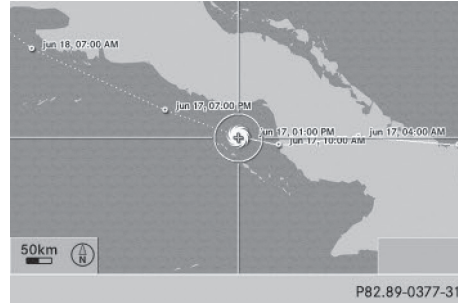 jun 18, 07:00 AM
jun 17, 07:00 PM
jun 17, 01:00 PM
jun 17, 04:00 AM
jun 17, 10:00 AM
50km
N
P82.89-0377-31